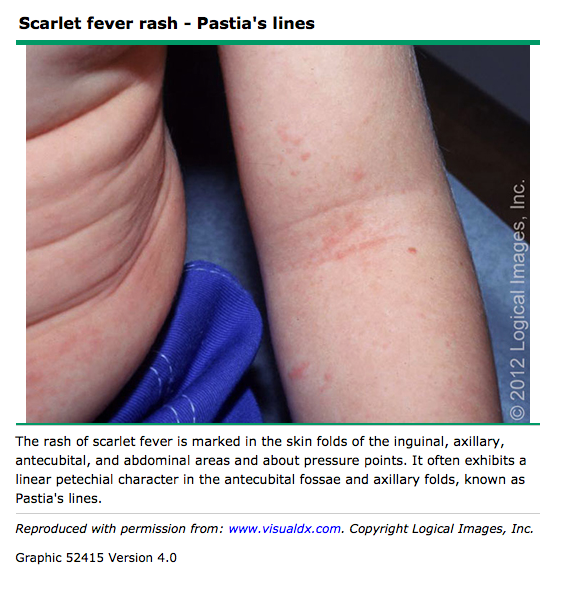 Scarlet fever rash - Pastia's lines
© 2012 Logical Images, Inc.
The rash of scarlet fever is marked in the skin folds of the inguinal, axillary,
antecubital, and abdominal areas and about pressure points. It often exhibits a
linear petechial character in the antecubital fossae and axillary folds, known as
Pastia's lines.
Reproduced with permission from: www.visualdx.com. Copyright Logical Images, Inc.
Graphic 52415 Version 4.0